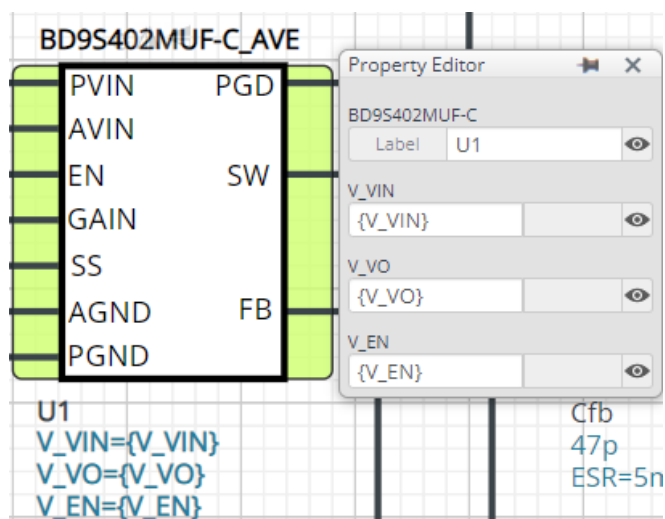 BD9S402MUF-C_AVE
PVIN PGD
AVIN
EN SW
GAIN
SS
AGND FB
PGND
U1
V_VIN={V_VIN}
V_VO={V_VO}
V_EN={V_EN}
Property Editor
BD9S402MUF-C
Label U1
V_VIN
{V_VIN}
V_VO
{V_VO}
V_EN
{V_EN}
Cfb
47p
ESR=5m